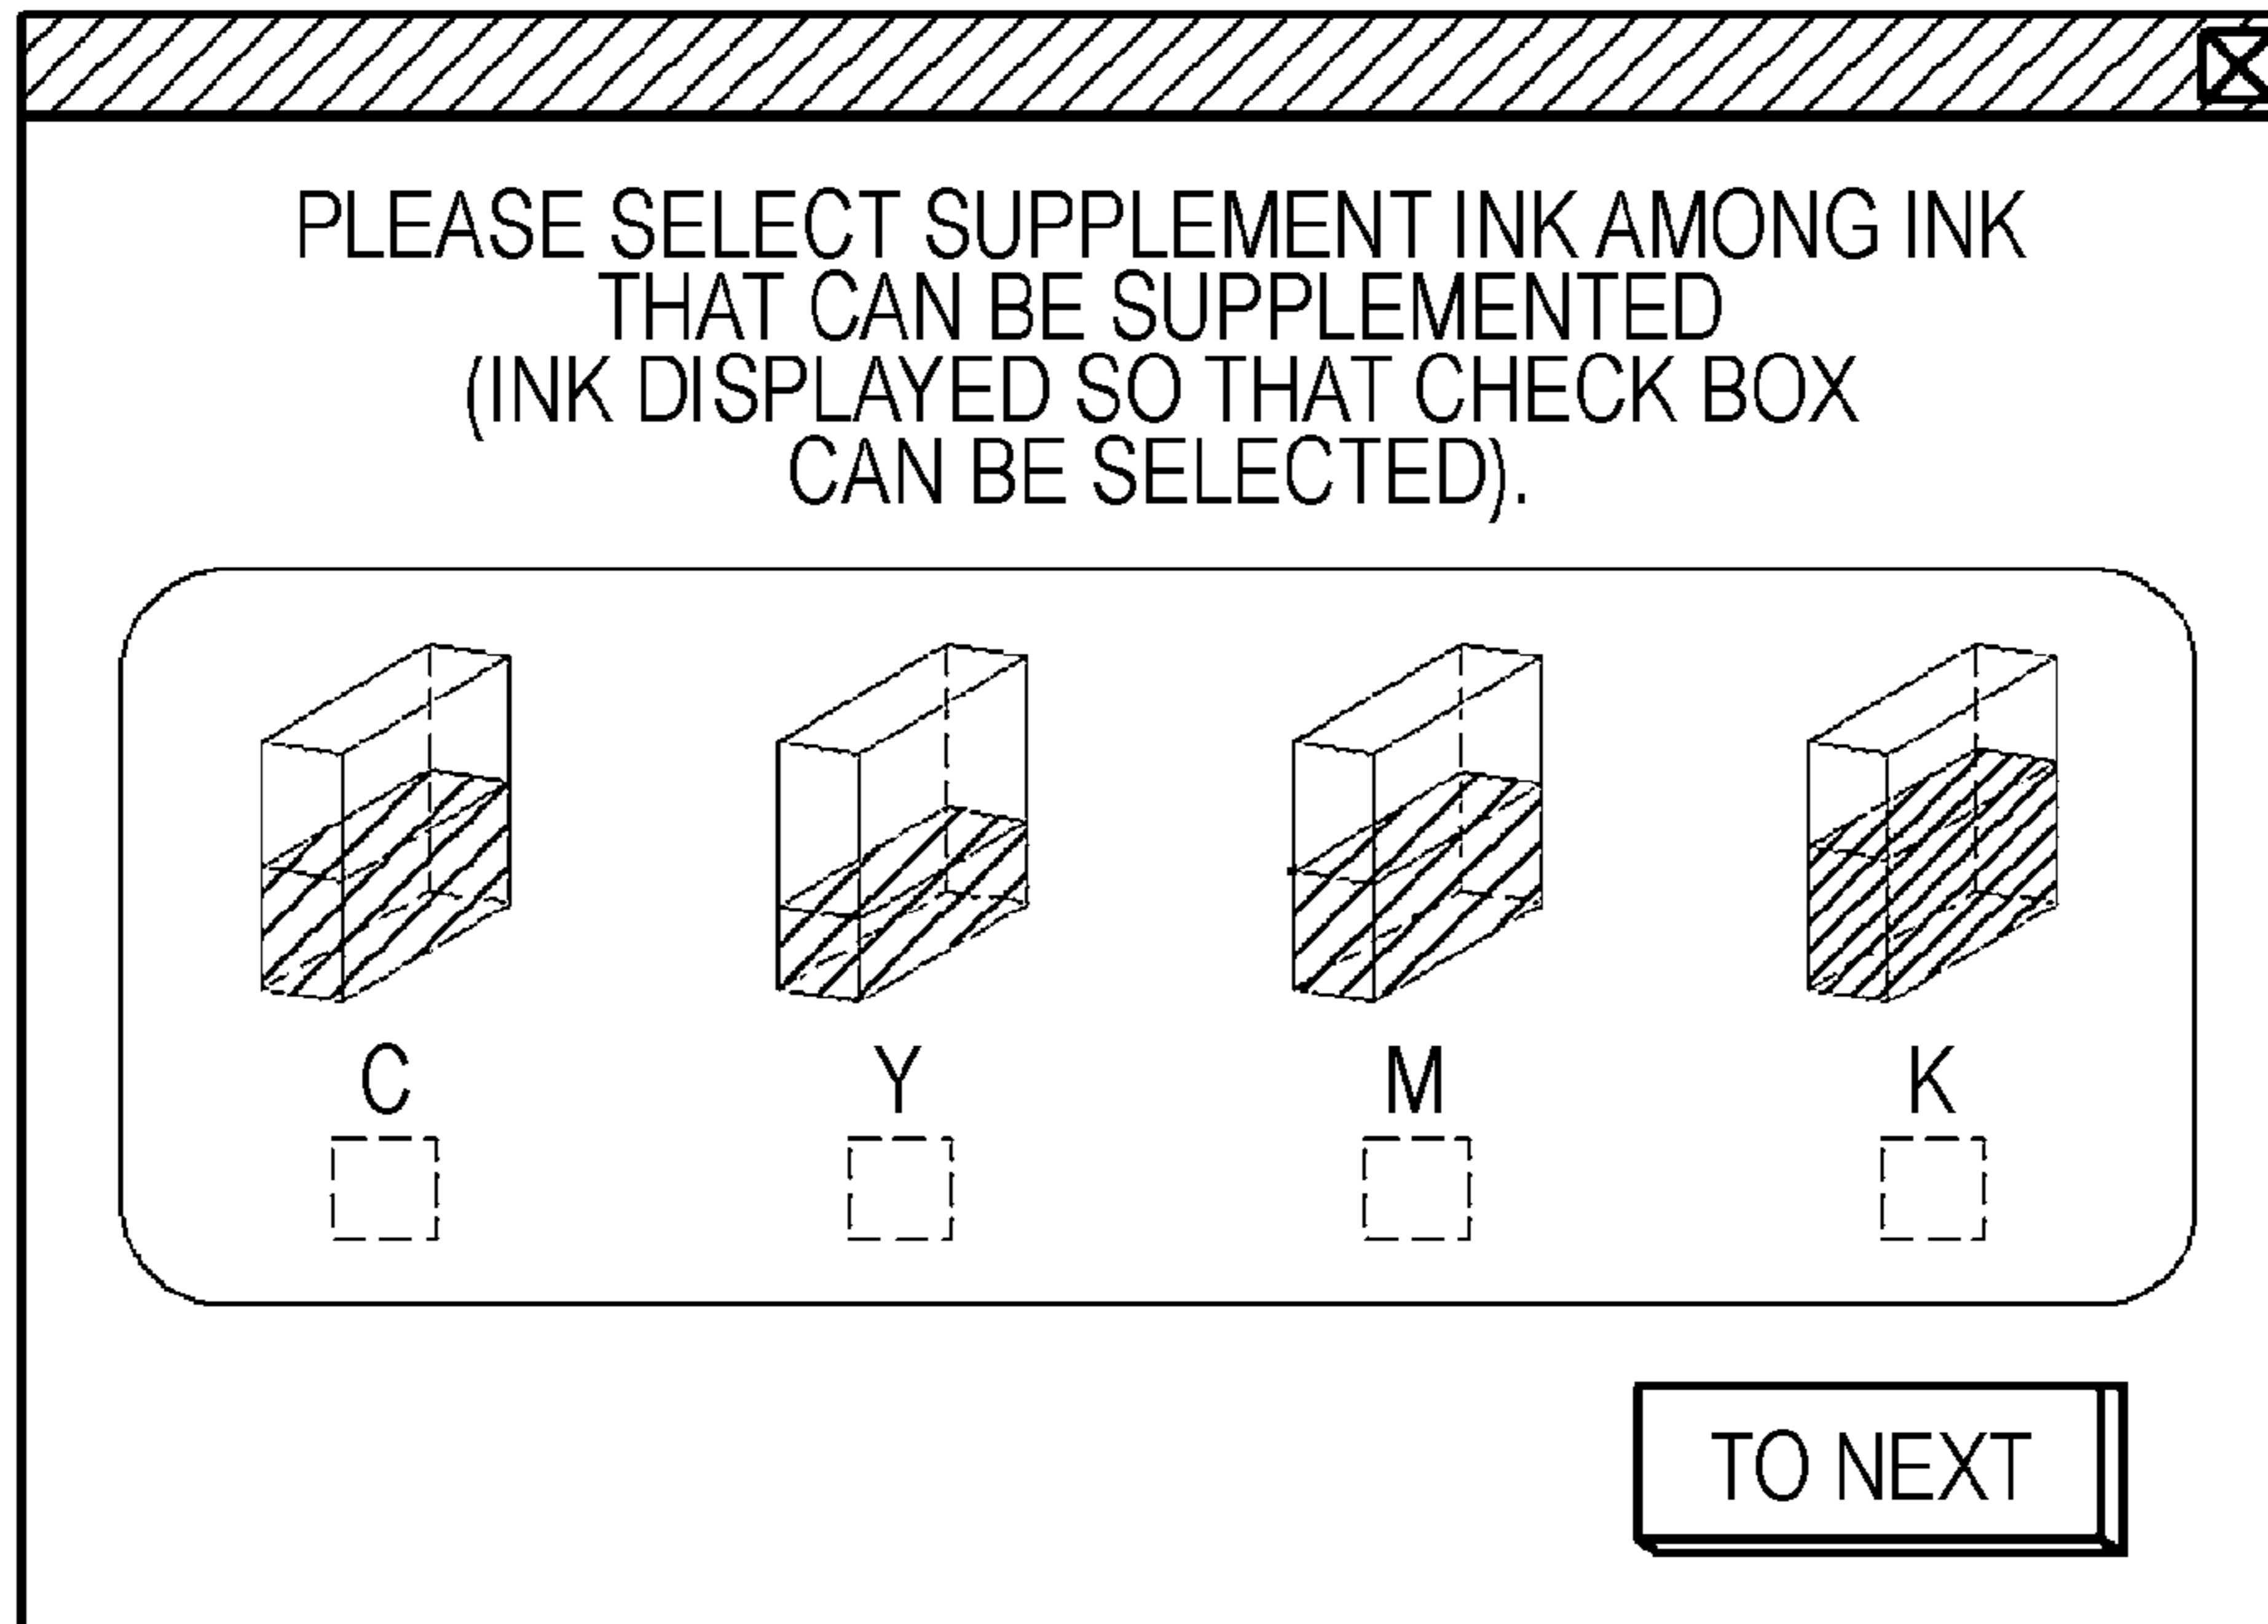 PLEASE SELECT SUPPLEMENT INK AMONG INK
THAT CAN BE SUPPLEMENTED
(INK DISPLAYED SO THAT CHECK BOX
CAN BE SELECTED).
C Y M K
TO NEXT